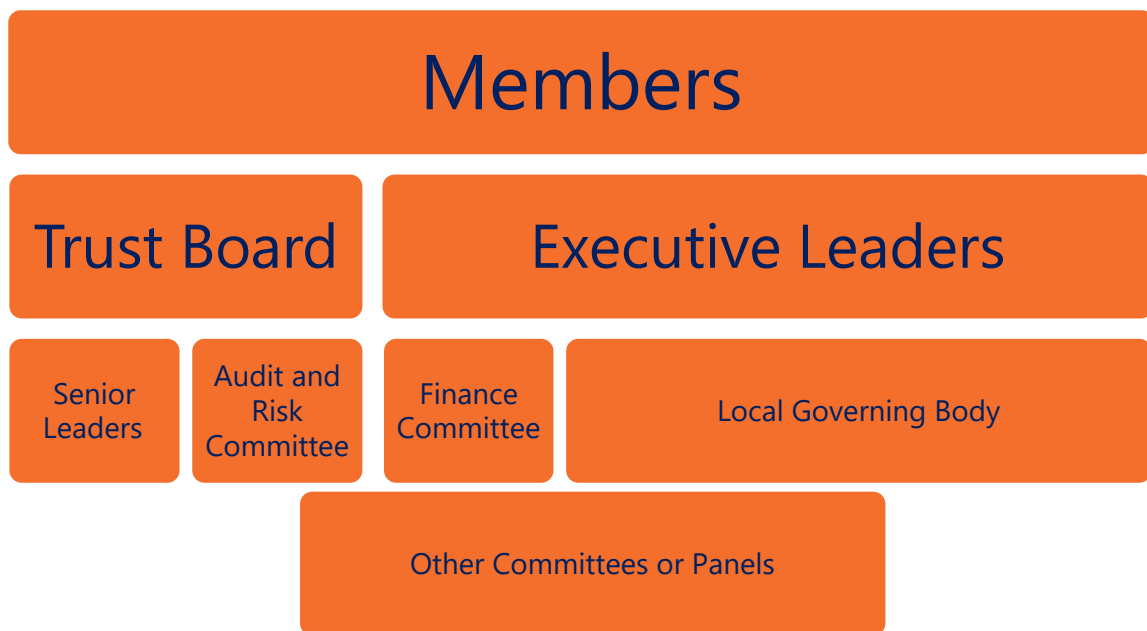 Members
Trust Board
Executive Leaders
Senior
Leaders
Audit and
Risk
Committee
Finance
Committee
Local Governing Body
Other Committees or Panels